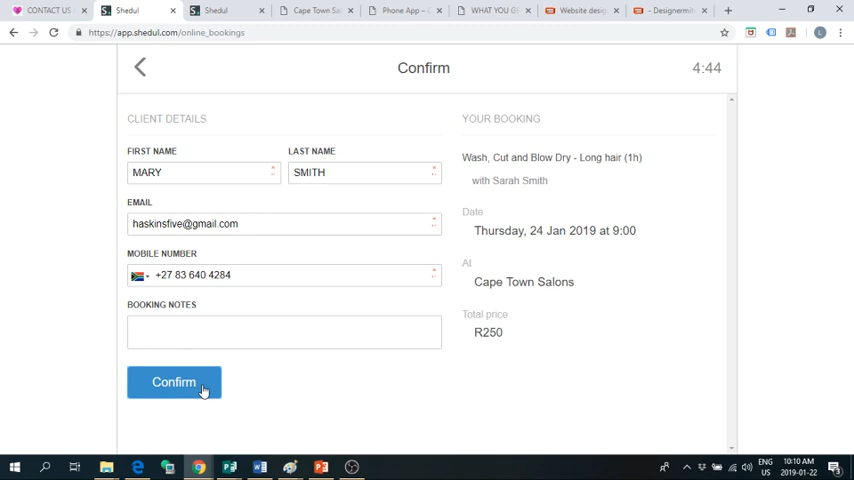 CONTACT US
Shedul
Shedul
Cape Town Sal
Phone App –
WHAT YOU GE
Website desig
- Designermite
https://app.shedul.com/online_bookings
L
Confirm
4:44
CLIENT DETAILS
YOUR BOOKING
FIRST NAME
LAST NAME
MARY
SMITH
Wash, Cut and Blow Dry - Long hair (1h)
with Sarah Smith
EMAIL
haskinsfive@gmail.com
Date
Thursday, 24 Jan 2019 at 9:00
MOBILE NUMBER
+27 83 640 4284
At
Cape Town Salons
BOOKING NOTES
Total price
R250
Confirm
ENG
US
10:10 AM
2019-01-22
3